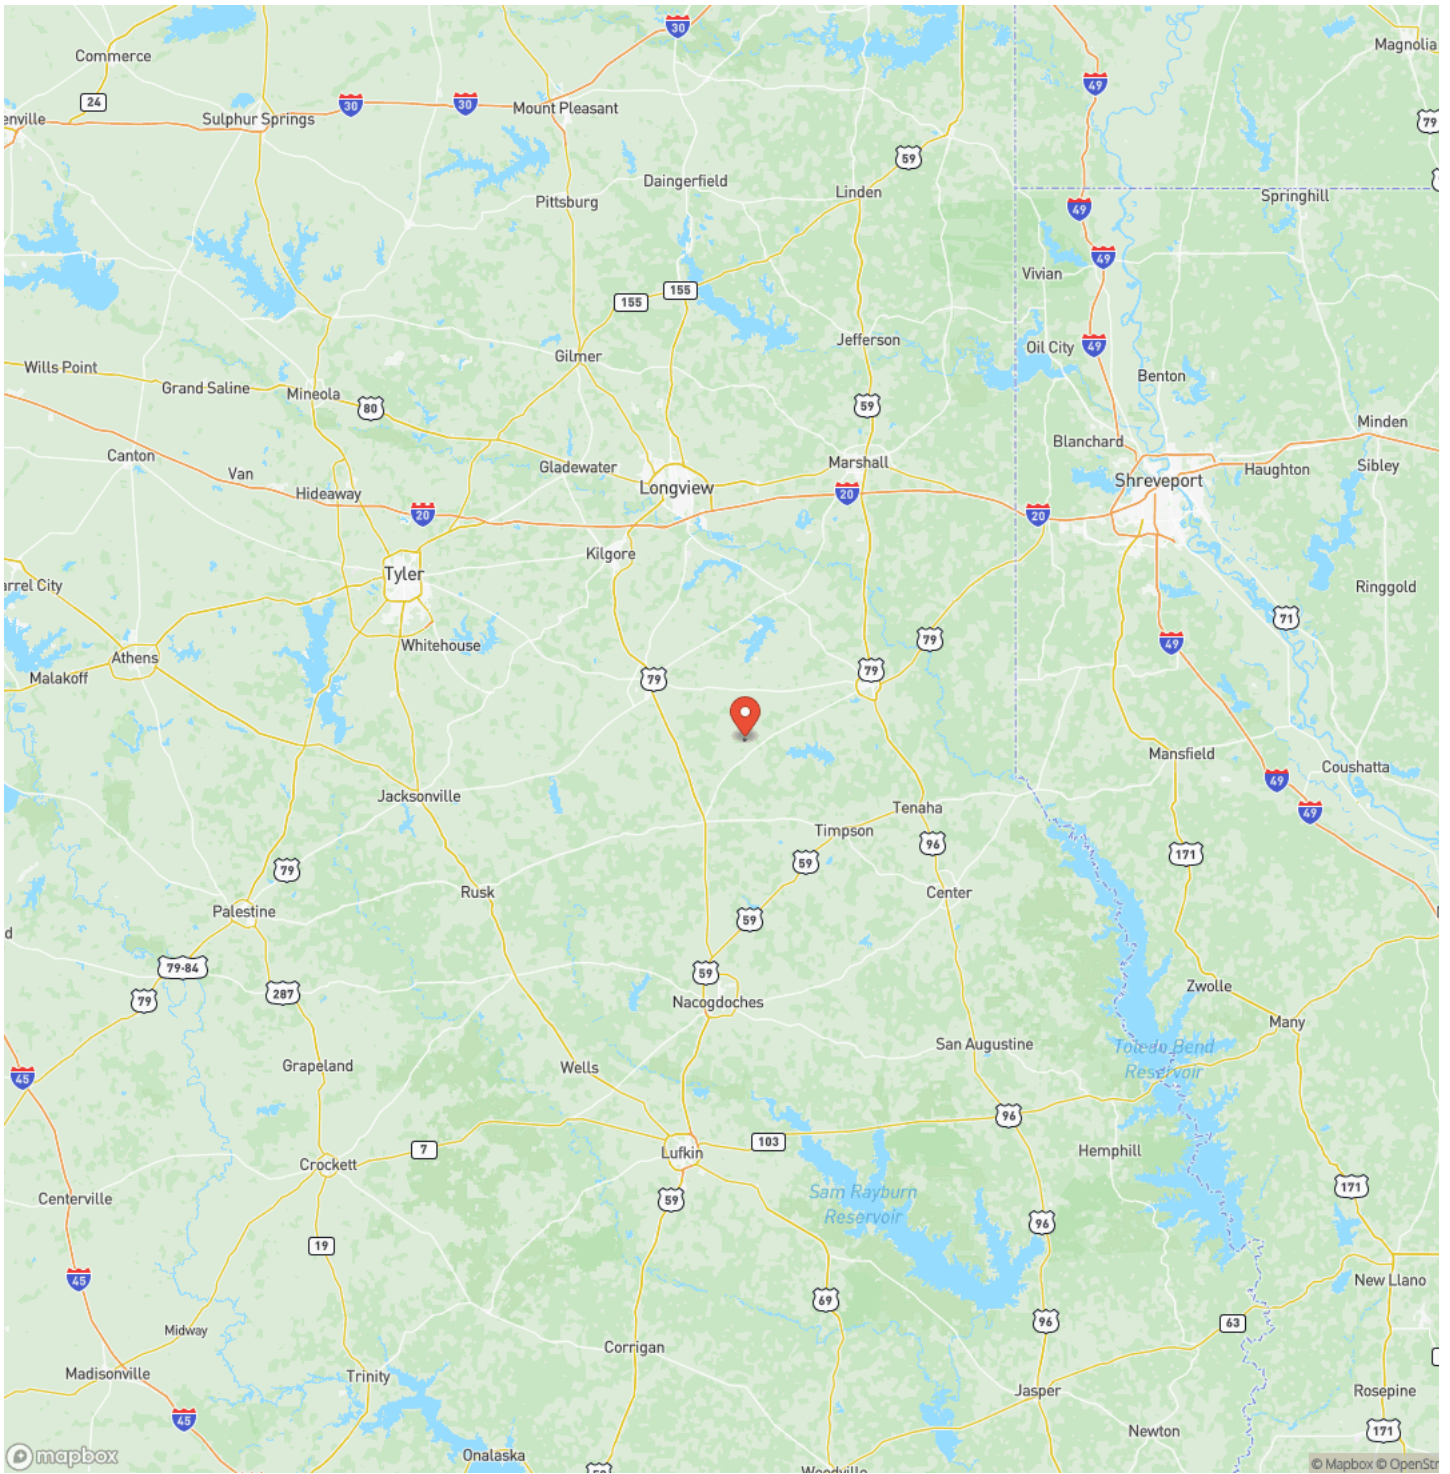 30
Commerce
Magnolia
49
24
30
30
Mount Pleasant
enville
Sulphur Springs
79
59
Daingerfield
Linden
Pittsburg
Springhill
49
49
Vivian
155
155
Jefferson
Oil City
49
Gilmer
Wills Point
Grand Saline
Mineola
80
59
Benton
Minden
Blanchard
Canton
Van
Gladewater
Marshall
Haughton
Sibley
Hideaway
Longview
20
Shreveport
20
20
Kilgore
Tyler
arrel City
Ringgold
71
Whitehouse
79
49
Athens
Malakoff
79
79
Mansfield
Coushatta
49
Jacksonville
Tenaha
49
Timpson
96
59
171
79
Rusk
Center
Palestine
59
d
79-84
59
79
287
Nacogdoches
Zwolle
Many
San Augustine
Toledo Bend
Reservoir
Grapeland
Wells
45
96
103
7
Lufkin
Hemphill
Crockett
Centerville
59
Sam Rayburn
Reservoir
171
96
19
45
New Llano
69
63
Midway
96
Corrigan
Madisonville
Trinity
Jasper
Rosepine
45
Newton
171
mapbox
Onalaska
© Mapbox © OpenStr